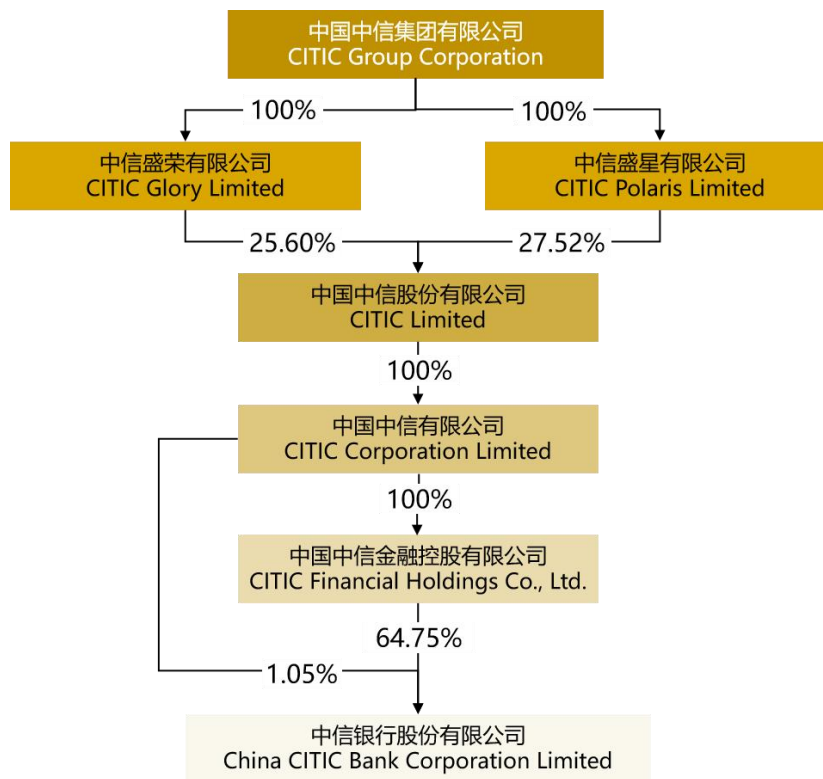 中国中信集团有限公司
CITIC Group Corporation
100%
100%
中信盛荣有限公司
CITIC Glory Limited
中信盛星有限公司
CITIC Polaris Limited
25.60%
27.52%
中国中信股份有限公司
CITIC Limited
100%
中国中信有限公司
CITIC Corporation Limited
100%
中国中信金融控股有限公司
CITIC Financial Holdings Co., Ltd.
64.75%
1.05%
中信银行股份有限公司
China CITIC Bank Corporation Limited